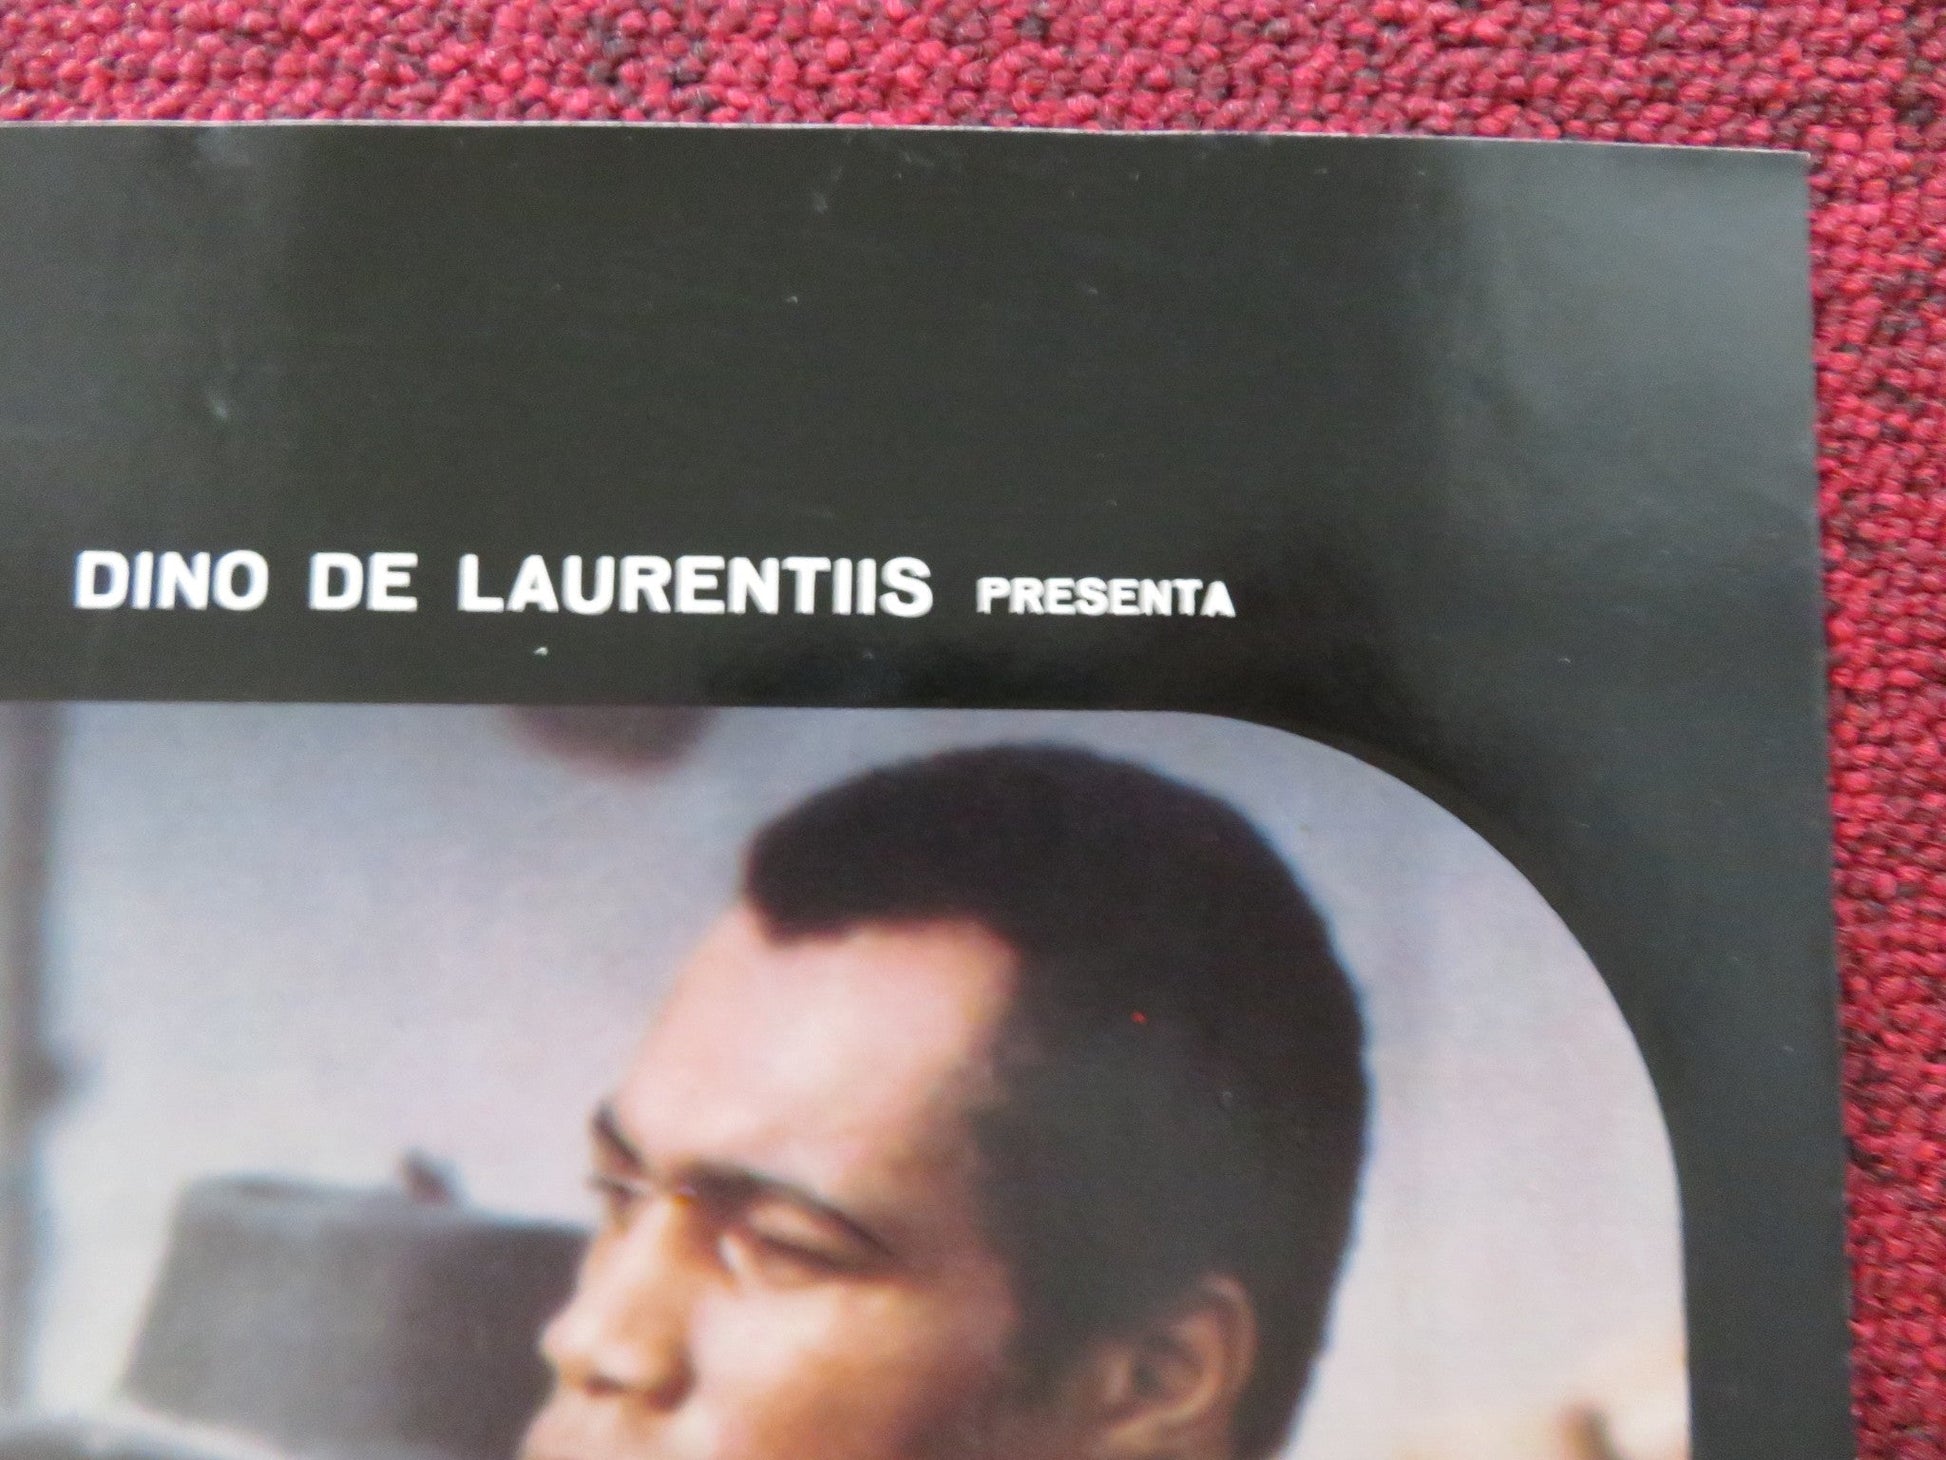 DINO DE LAURENTIIS PRESENTA